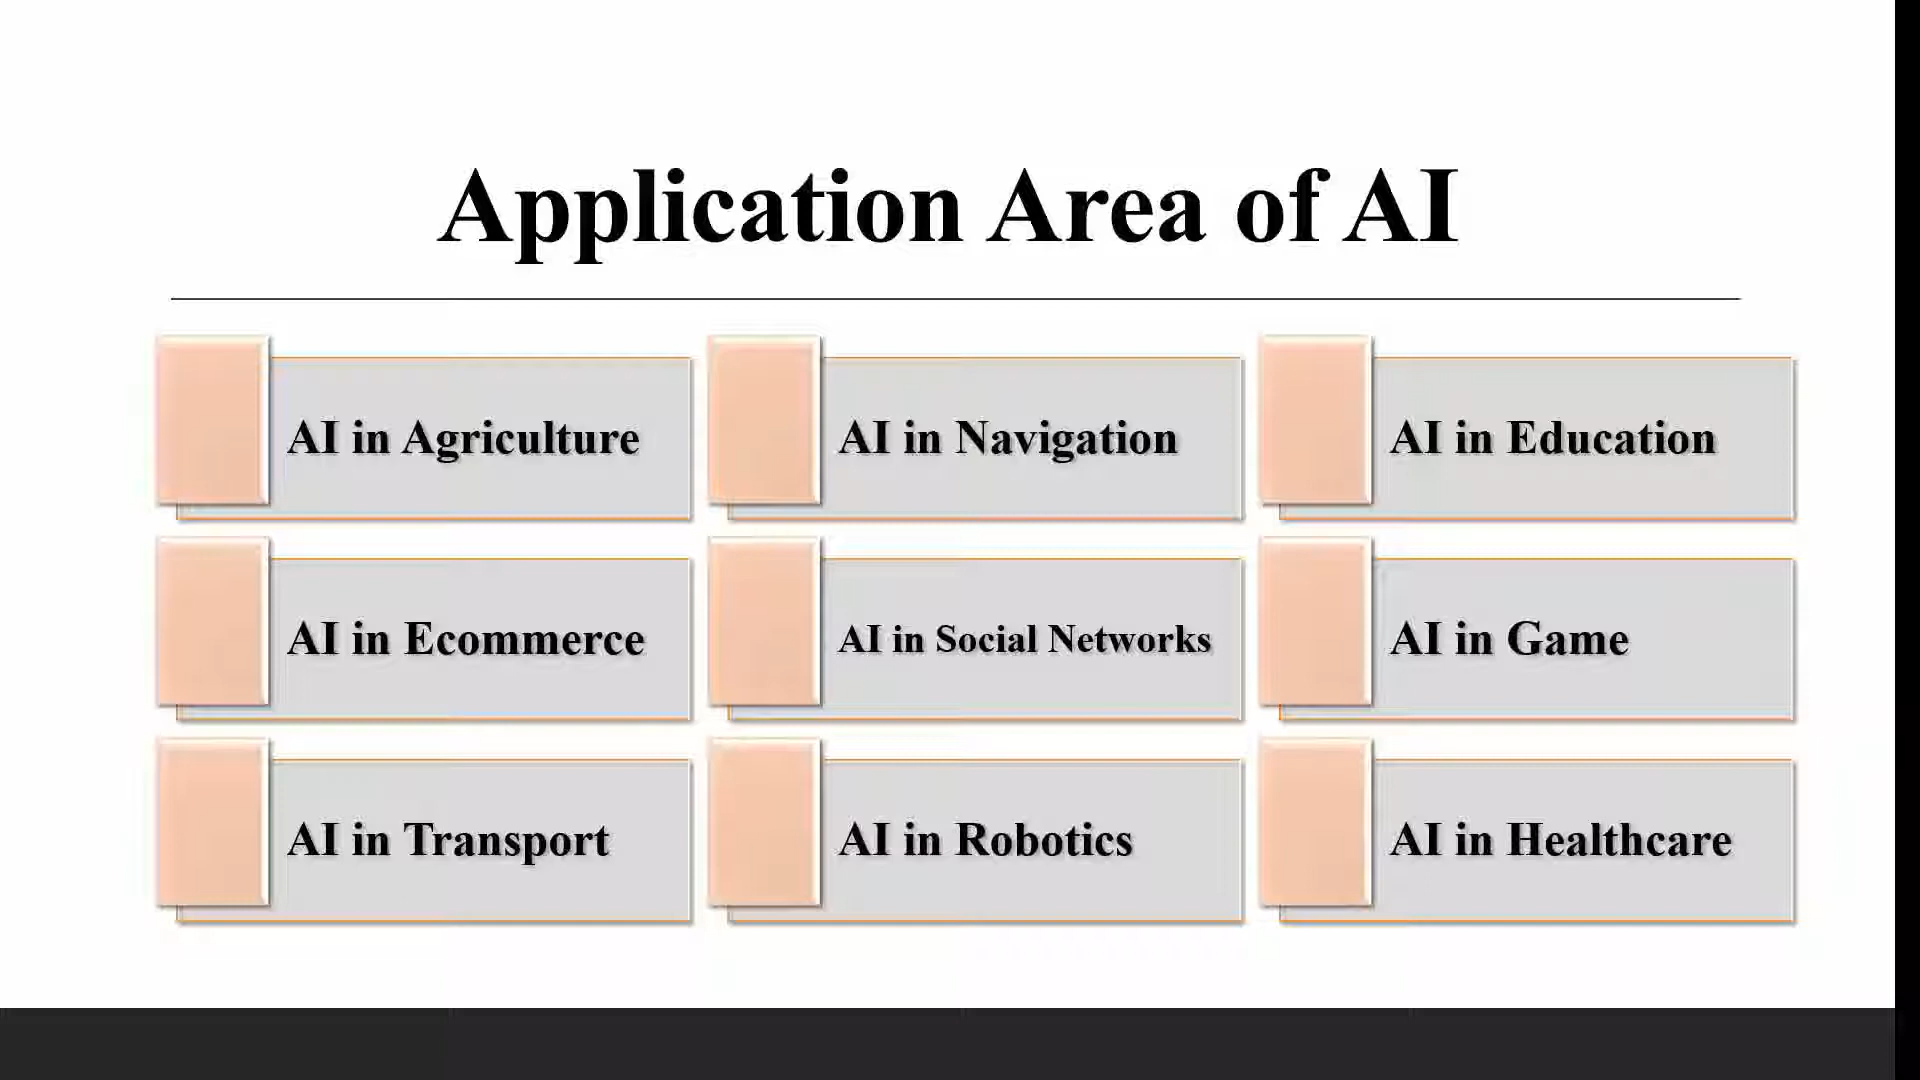 Application Area of AI
AI in Agriculture
AI in Navigation
AI in Education
AI in Ecommerce
AI in Social Networks
AI in Game
AI in Transport
AI in Robotics
AI in Healthcare